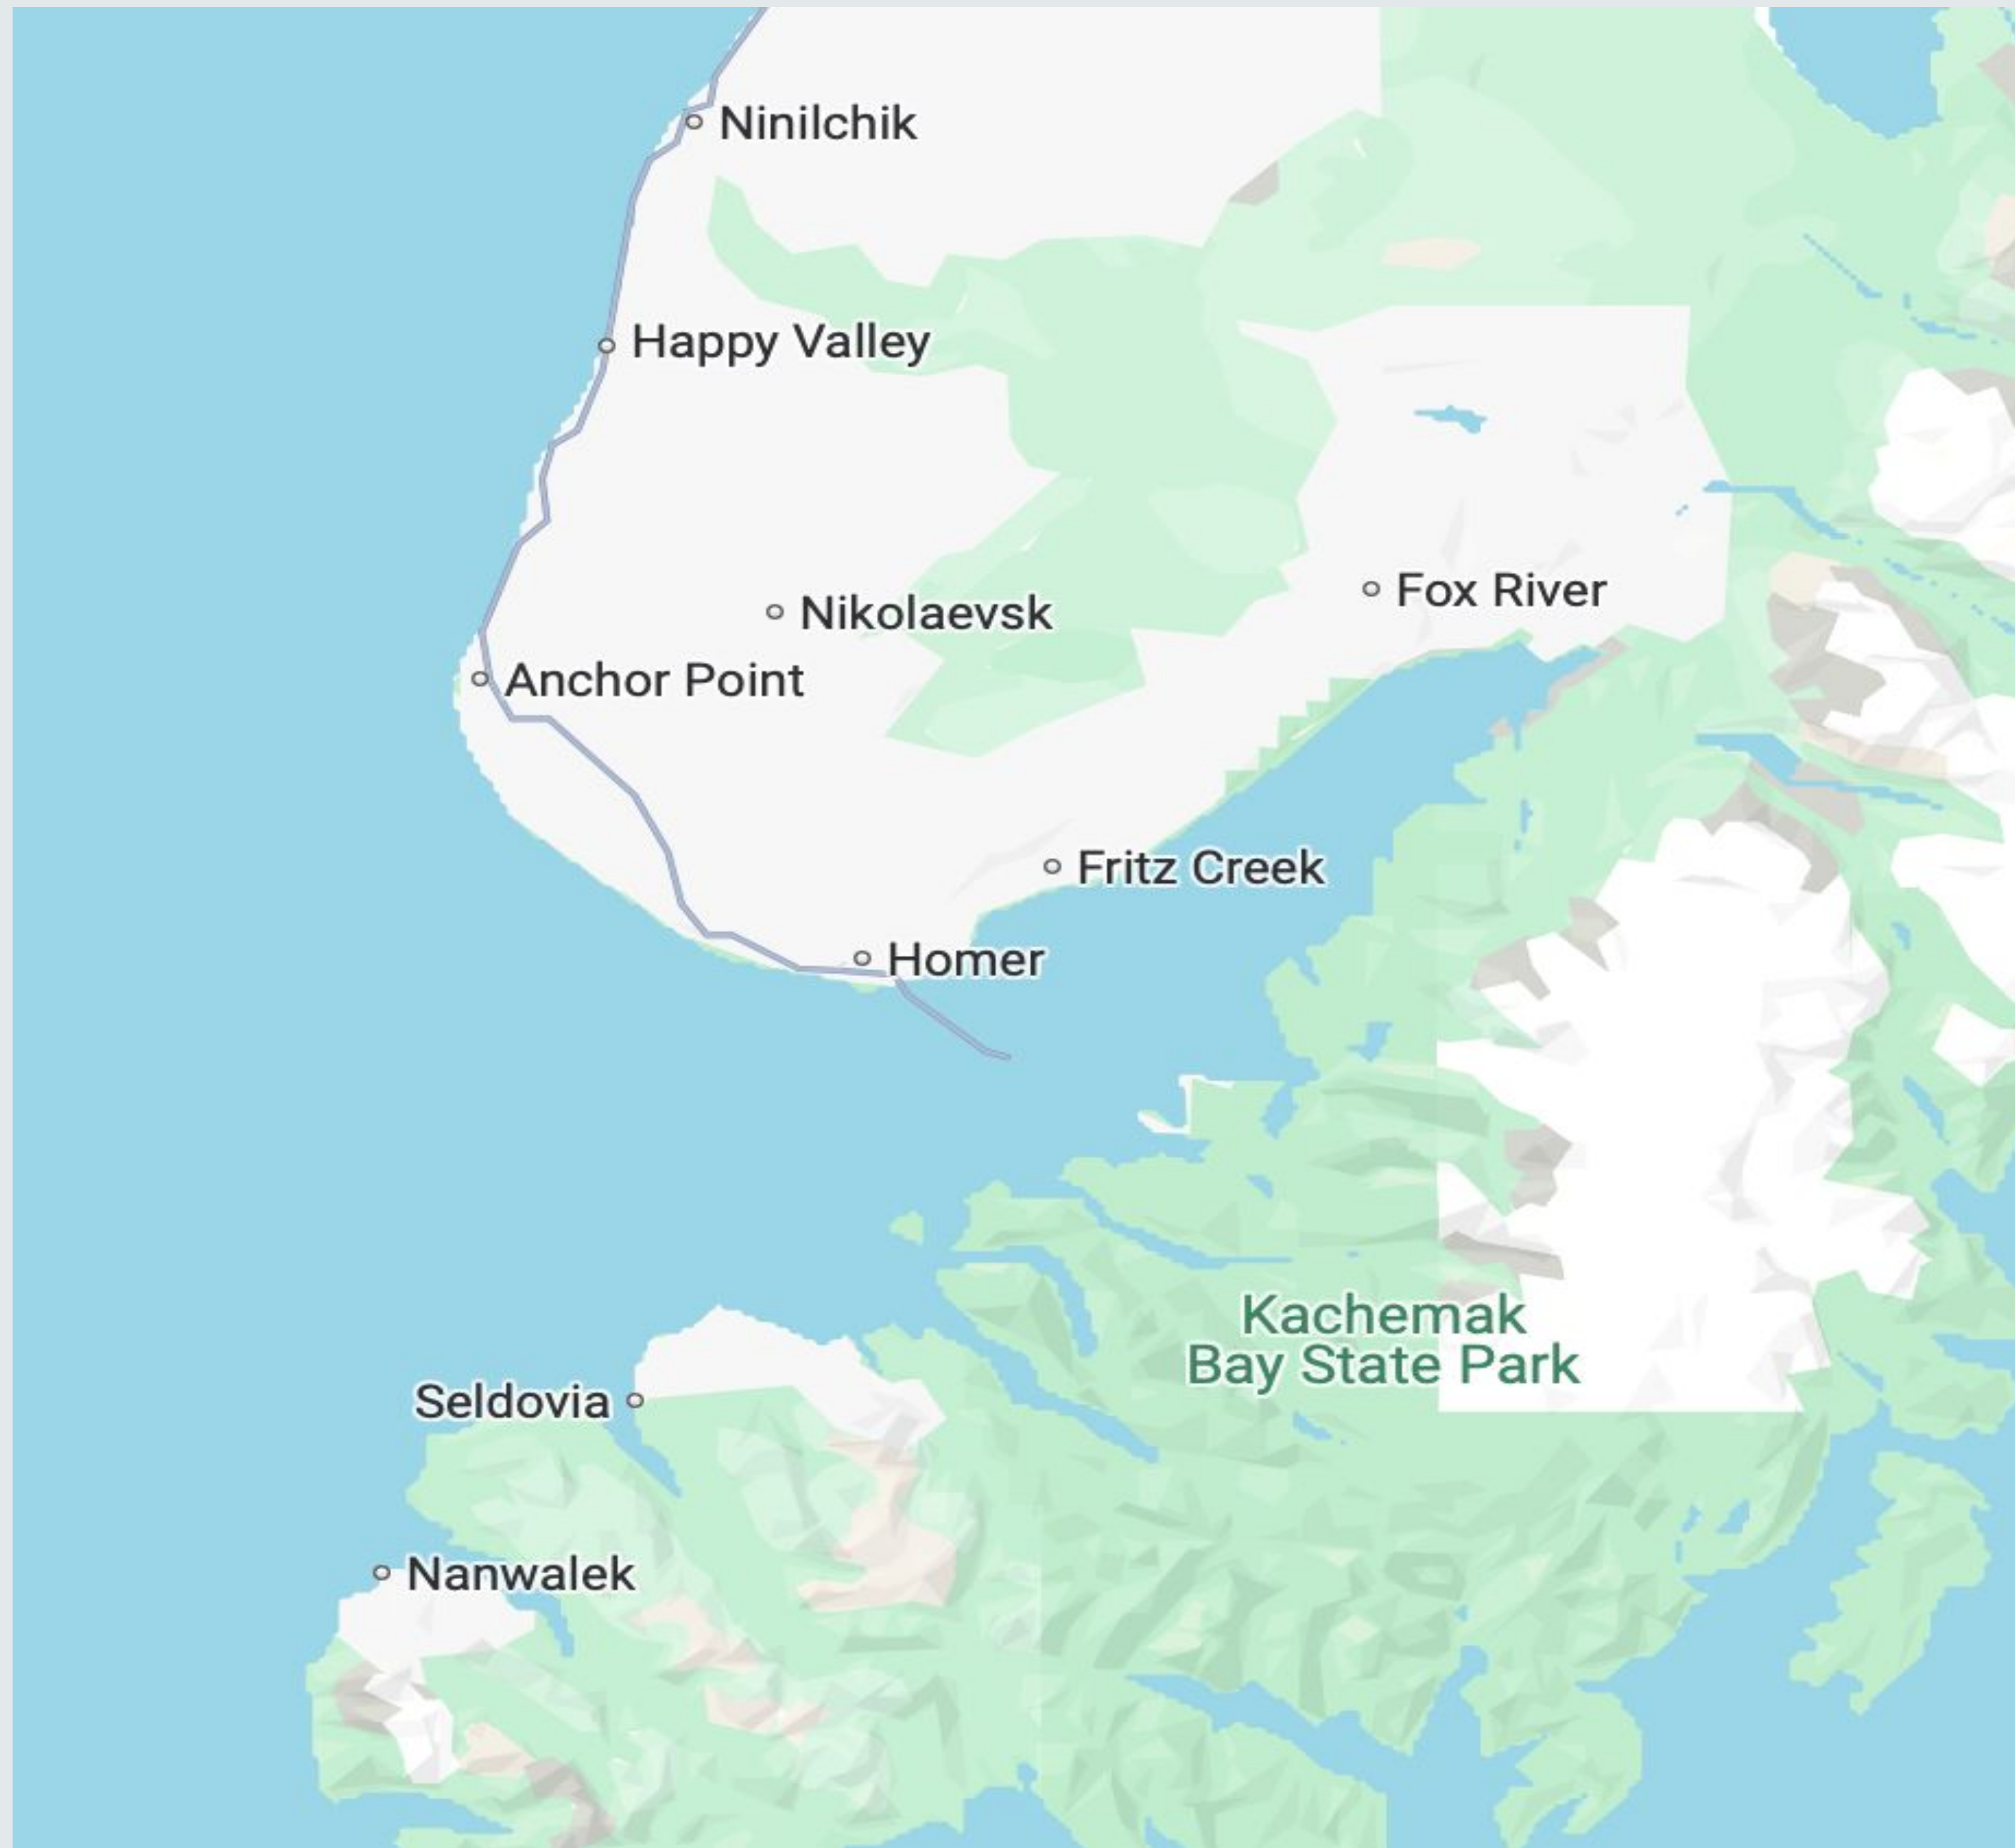 Ninilchik
Happy Valley
Fox River
Nikolaevsk
Anchor Point
Fritz Creek
Homer
Kachemak
Bay State Park
Seldovia
Nanwalek